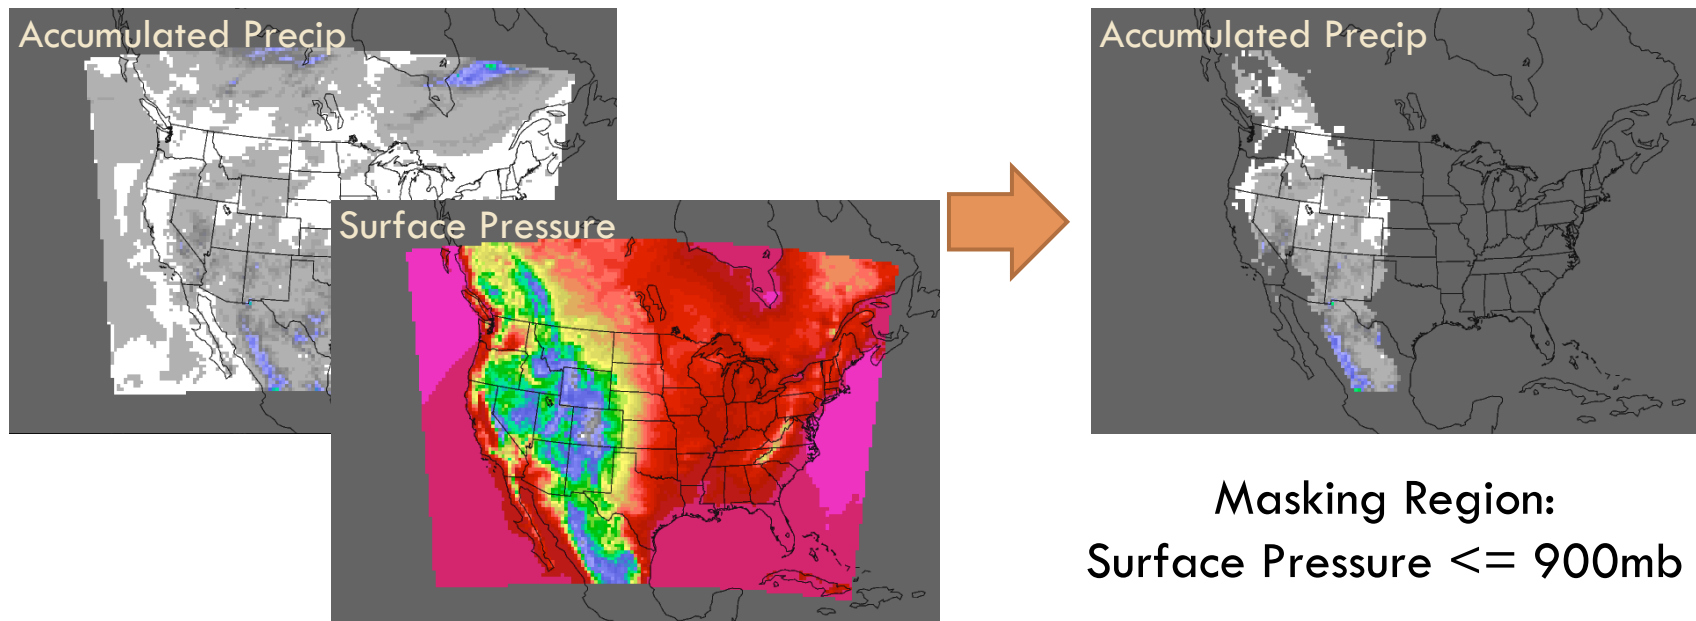 Accumulated Precip
Surface Pressure
Accumulated Precip
Masking Region:
Surface Pressure <= 900mb